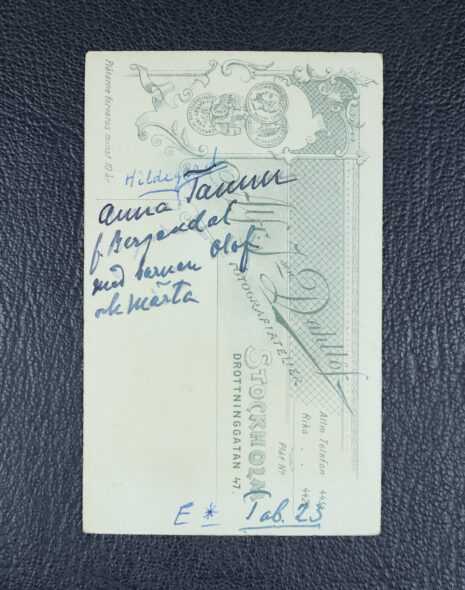 Plåtarne förvaras minst 10 år.
Hildegard
Anna Tamm
f. Bergendal
med barnen Olof
och Märta
Dahllöf
FOTOGRAFIATELIER
STOCKHOLM
DROTTNINGGATAN 47.
Allm Telefon
Riks
Plåt No
E * Tab. 23